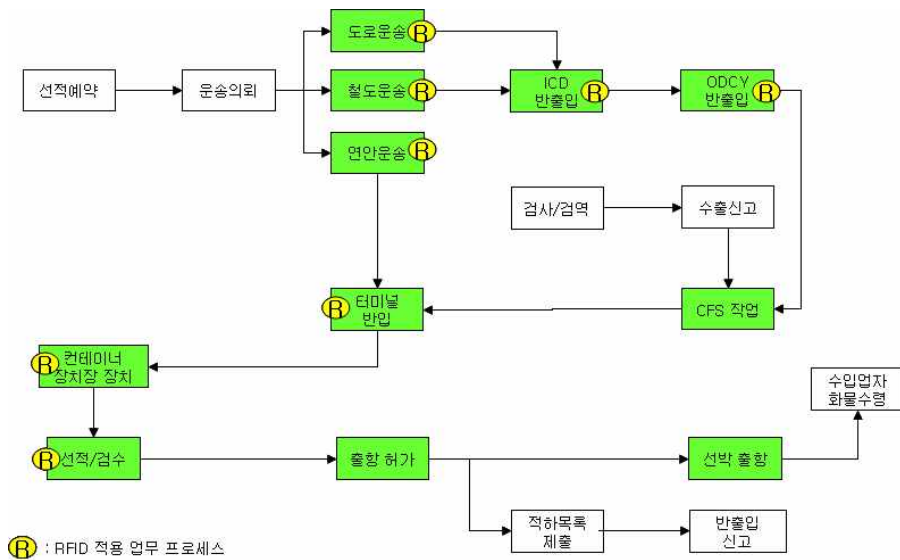 도로운송 R
선적예약
운송의뢰
철도운송 R
ICD
반출입 R
ODCY
반출입 R
연안운송 R
검사/검역
수출신고
R 터미널
반입
CFS 작업 R
R 컨테이너
장치장 장치
수입업자
화물수령
R 선적/검수
출항 허가
선박 출항
적하목록
제출
반출입
신고
R : RFID 적용 업무 프로세스